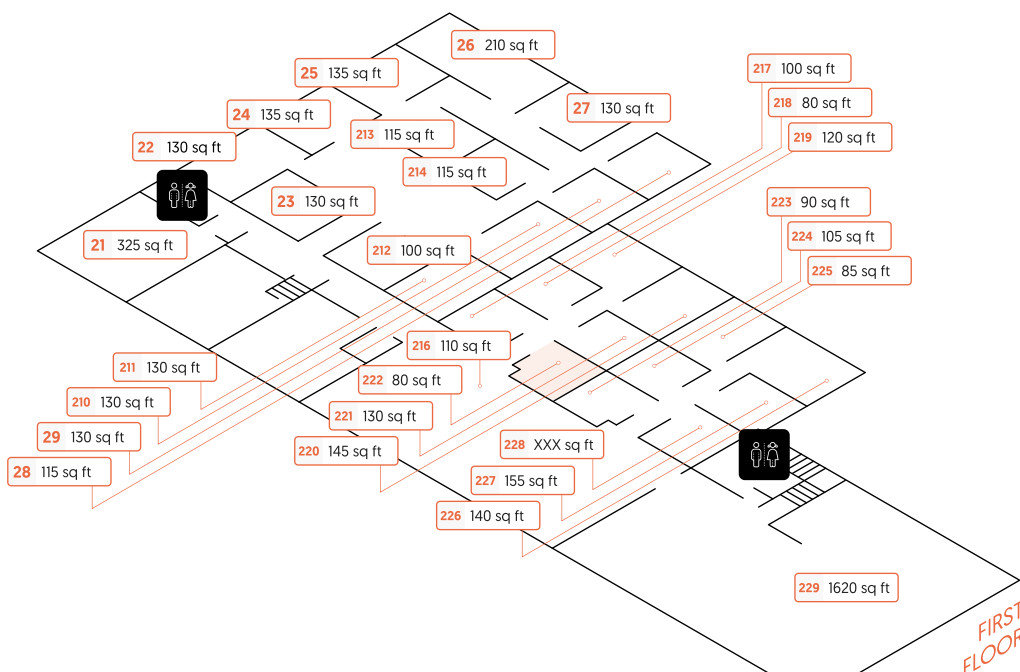 26 210 sq ft
25 135 sq ft
217 100 sq ft
24 135 sq ft
27 130 sq ft
218 80 sq ft
213 115 sq ft
219 120 sq ft
22 130 sq ft
214 115 sq ft
23 130 sq ft
223 90 sq ft
21 325 sq ft
212 100 sq ft
224 105 sq ft
225 85 sq ft
216 110 sq ft
211 130 sq ft
222 80 sq ft
210 130 sq ft
221 130 sq ft
29 130 sq ft
220 145 sq ft
228 XXX sq ft
28 115 sq ft
227 155 sq ft
226 140 sq ft
229 1620 sq ft
FIRST
FLOOR